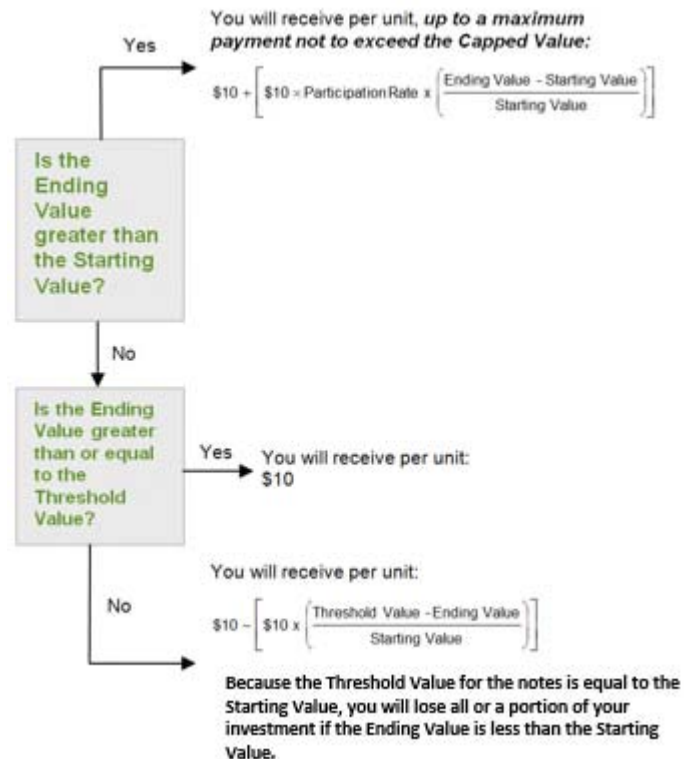 You will receive per unit, up to a maximum
payment not to exceed the Capped Value:
Yes
$10 + [ $10 × Participation Rate x ( Ending Value - Starting Value
Starting Value ) ]
Is the
Ending
Value
greater than
the Starting
Value?
No
Is the Ending
Value greater
than or equal
to the
Threshold
Value?
Yes
You will receive per unit:
$10
You will receive per unit:
No
$10 − [ $10 x ( Threshold Value - Ending Value
Starting Value ) ]
Because the Threshold Value for the notes is equal to the
Starting Value, you will lose all or a portion of your
investment if the Ending Value is less than the Starting
Value.